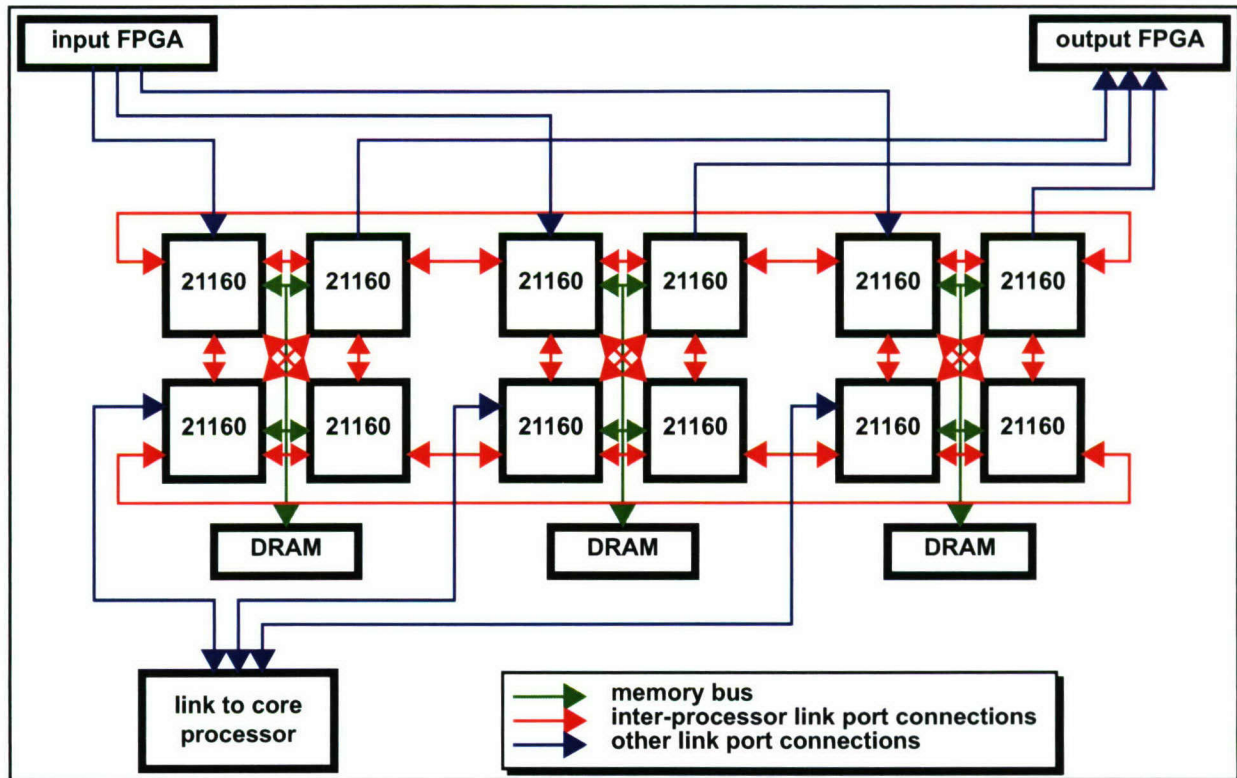 input FPGA
output FPGA
21160
21160
21160
21160
21160
21160
21160
21160
21160
21160
21160
21160
DRAM
DRAM
DRAM
link to core
processor
memory bus
inter-processor link port connections
other link port connections